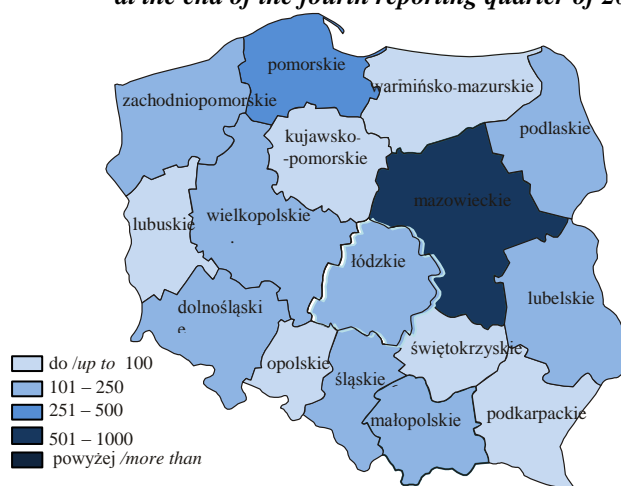 at the end of the fourth reporting quarter of 20
pomorskie
warmińsko-mazurskie
zachodniopomorskie
podlaskie
kujawsko-
-pomorskie
mazowieckie
wielkopolskie
lubuskie
łódzkie
lubelskie
dolnośląski
e
świętokrzyskie
opolskie
śląskie
małopolskie
podkarpackie
do /up to 100
101 – 250
251 – 500
501 – 1000
powyżej /more than